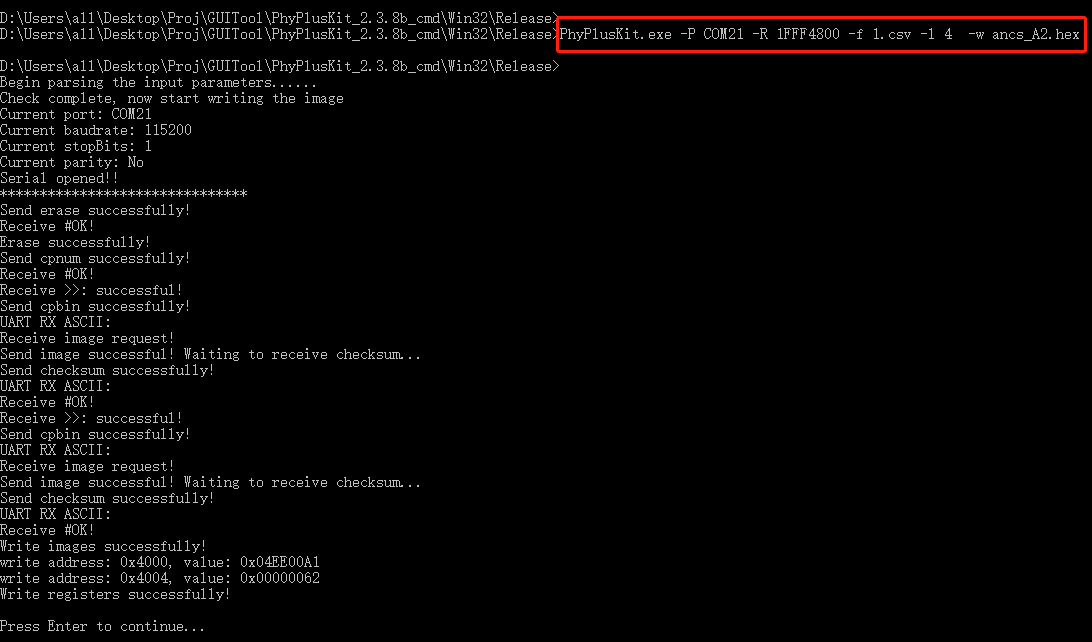 D:\Users\all\Desktop\Proj\GUITool\PhyPlusKit_2.3.8b_cmd\Win32\Release>
D:\Users\all\Desktop\Proj\GUITool\PhyPlusKit_2.3.8b_cmd\Win32\Release>PhyPlusKit.exe -P COM21 -R 1FFF4800 -f 1.csv -l 4  -w ancs_A2.hex
D:\Users\all\Desktop\Proj\GUITool\PhyPlusKit_2.3.8b_cmd\Win32\Release>
Begin parsing the input parameters......
Check complete, now start writing the image
Current port: COM21
Current baudrate: 115200
Current stopBits: 1
Current parity: No
Serial opened!!
*******************************
Send erase successfully!
Receive #OK!
Erase successfully!
Send cpnum successfully!
Receive #OK!
Receive >>: successful!
Send cpbin successfully!
UART RX ASCII:
Receive image request!
Send image successful! Waiting to receive checksum...
Send checksum successfully!
UART RX ASCII:
Receive #OK!
Receive >>: successful!
Send cpbin successfully!
UART RX ASCII:
Receive image request!
Send image successful! Waiting to receive checksum...
Send checksum successfully!
UART RX ASCII:
Receive #OK!
Write images successfully!
write address: 0x4000, value: 0x04EE00A1
write address: 0x4004, value: 0x00000062
Write registers successfully!
Press Enter to continue...